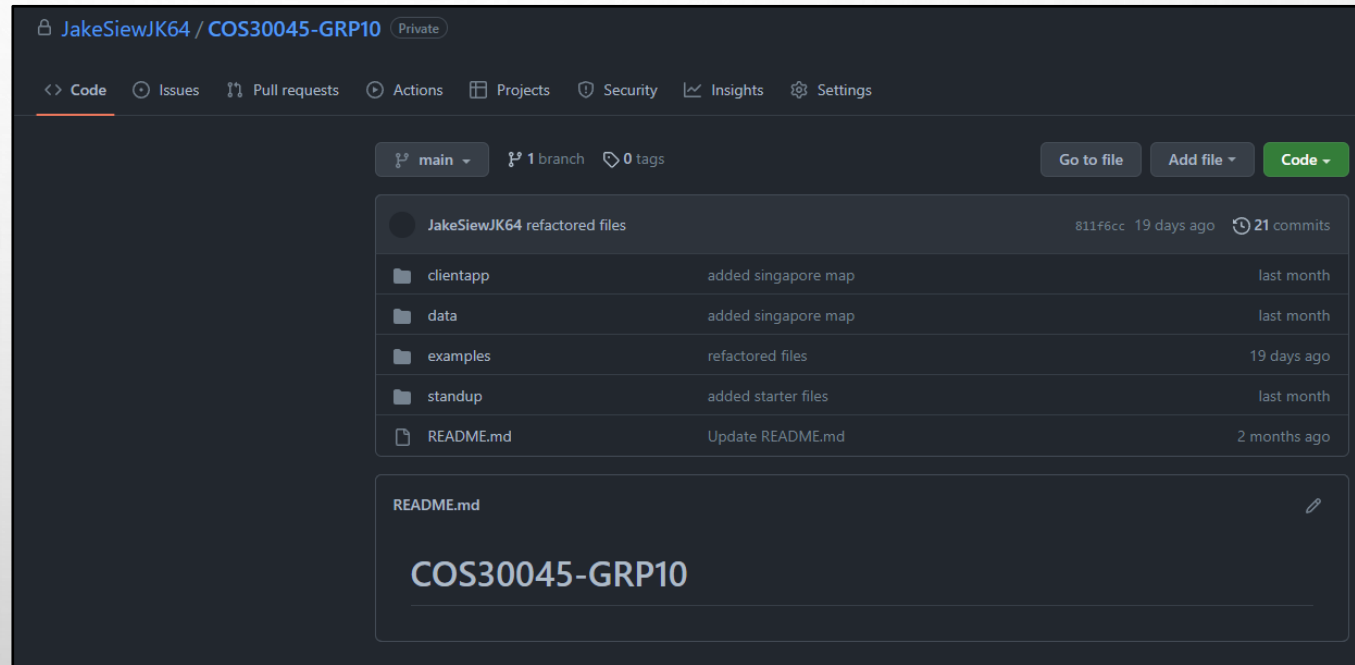 JakeSiewJK64 / COS30045-GRP10 Private
<> Code Issues Pull requests Actions Projects Security Insights Settings
main 1 branch 0 tags Go to file Add file Code
JakeSiewJK64 refactored files 811f6cc 19 days ago 21 commits
clientapp added singapore map last month
data added singapore map last month
examples refactored files 19 days ago
standup added starter files last month
README.md Update README.md 2 months ago
README.md
COS30045-GRP10